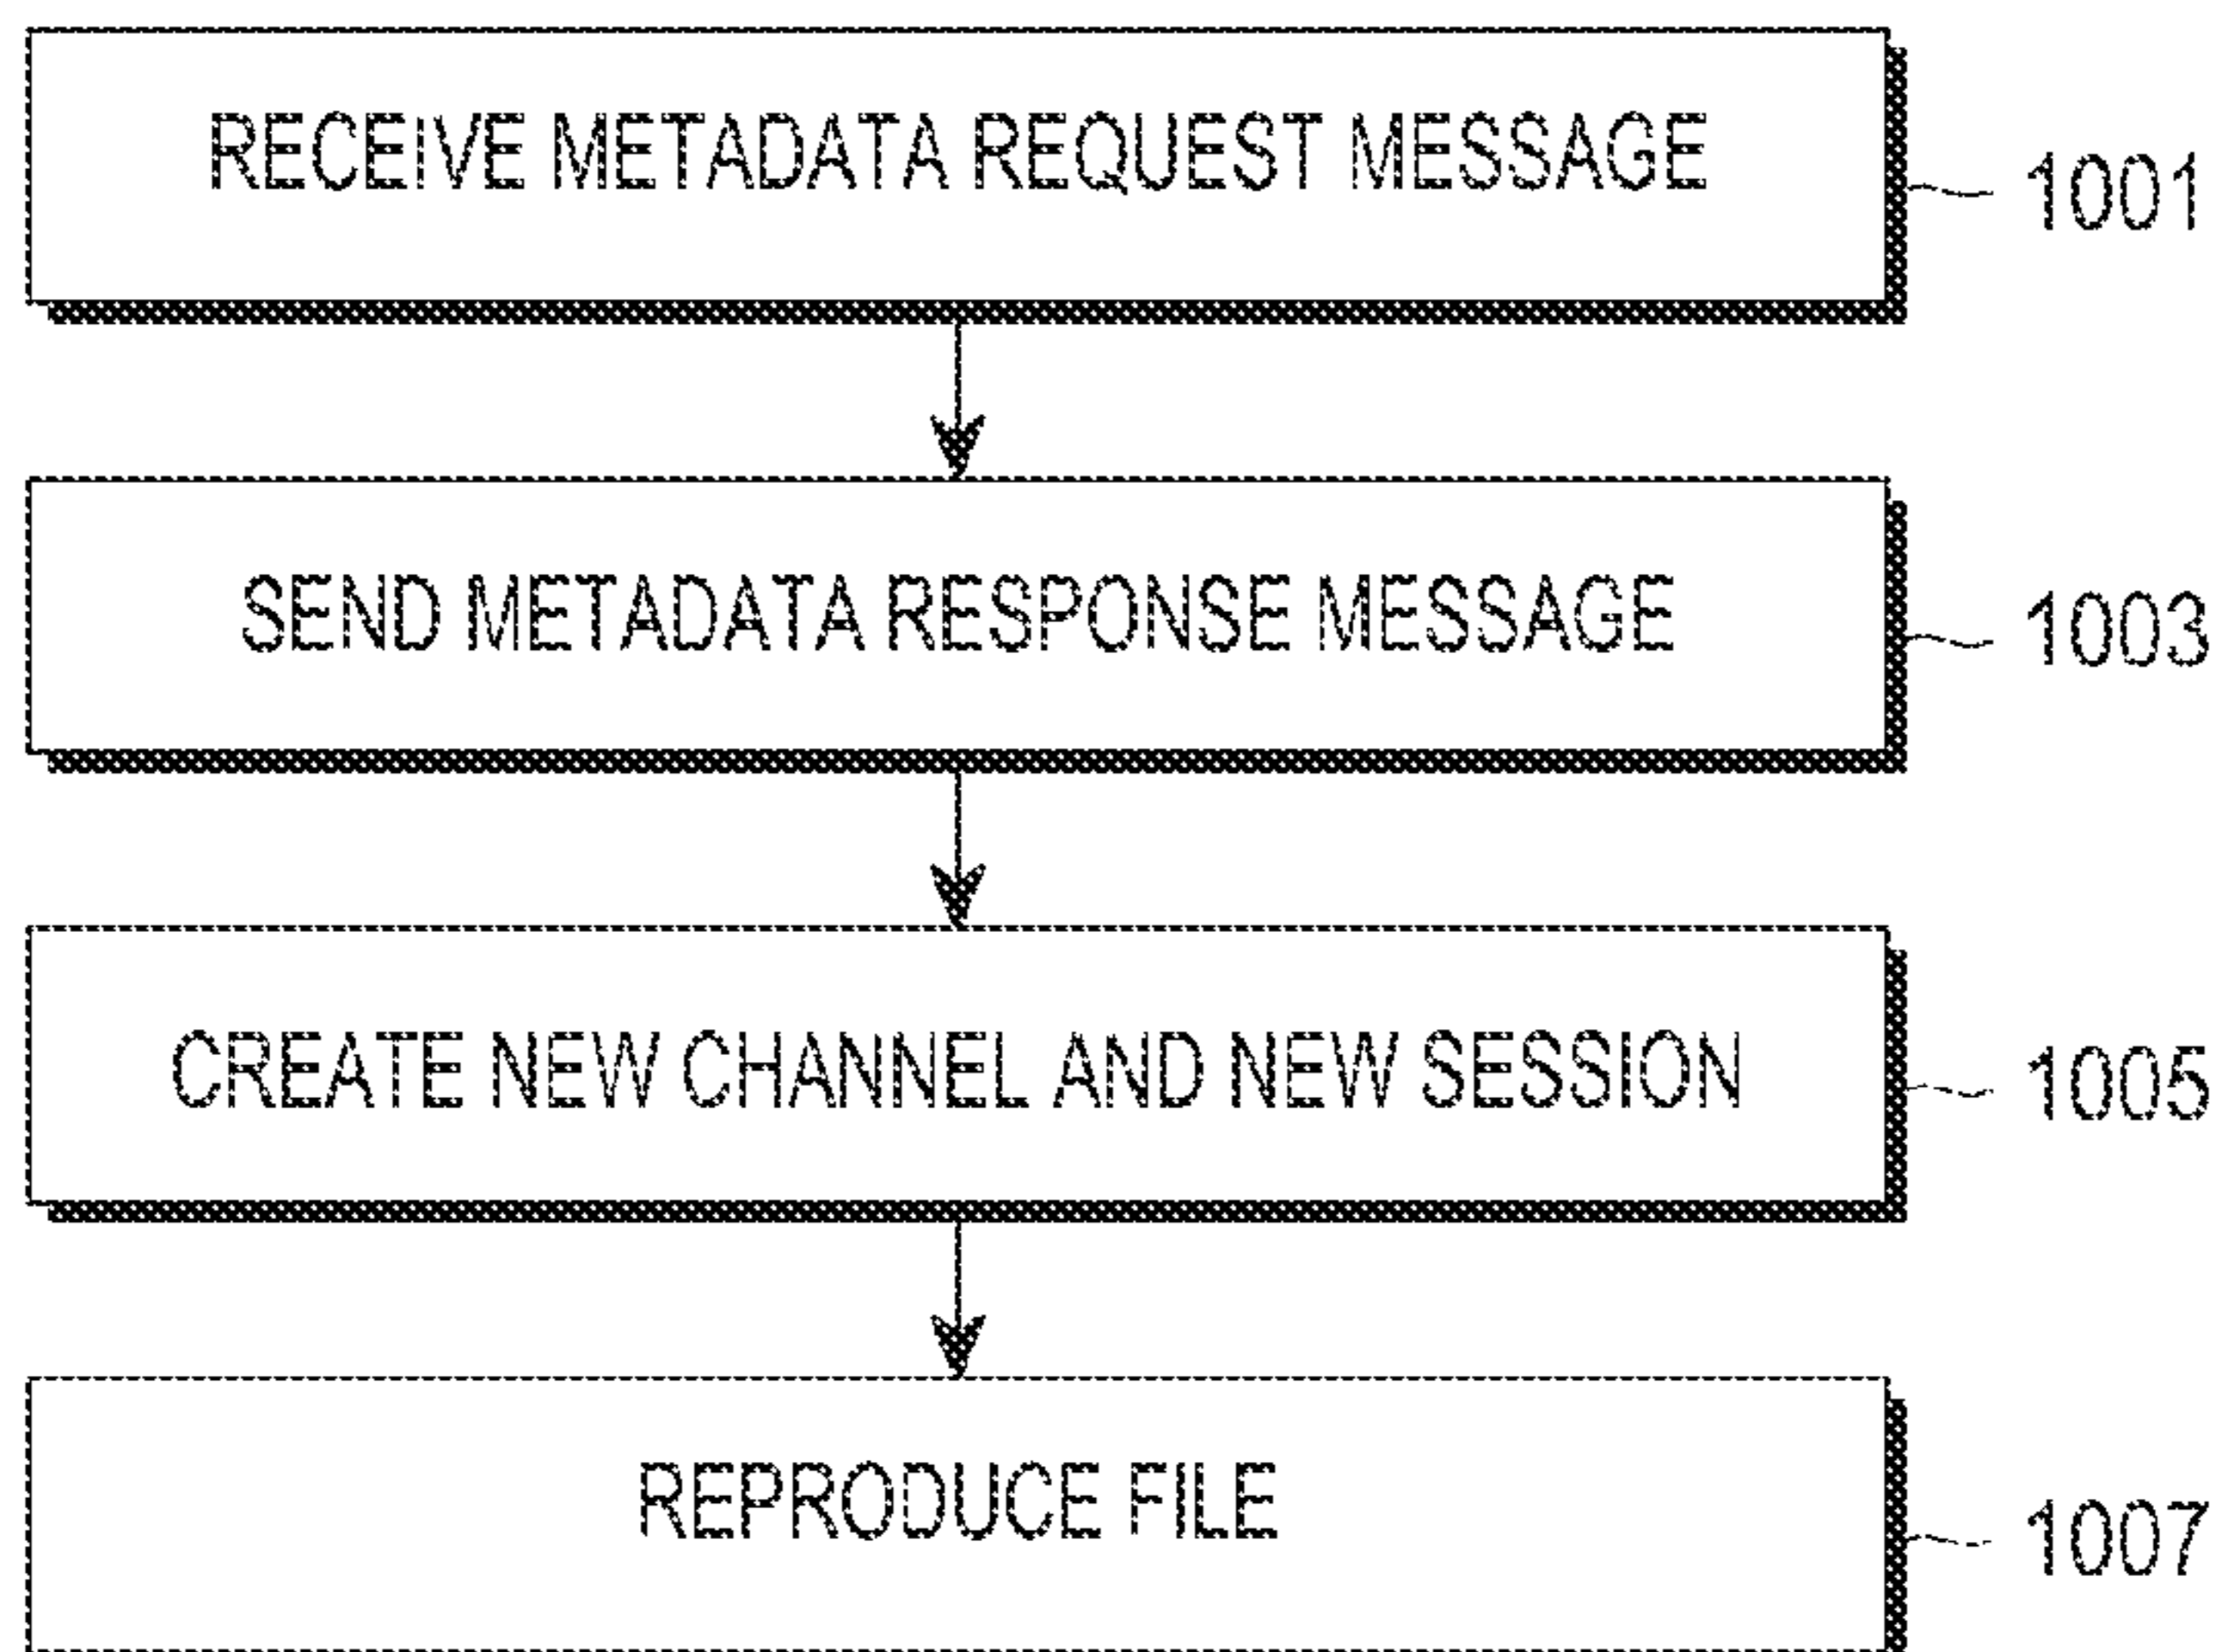 RECEIVE METADATA REQUEST MESSAGE
1001
SEND METADATA RESPONSE MESSAGE
1003
CREATE NEW CHANNEL AND NEW SESSION
1005
REPRODUCE FILE
1007